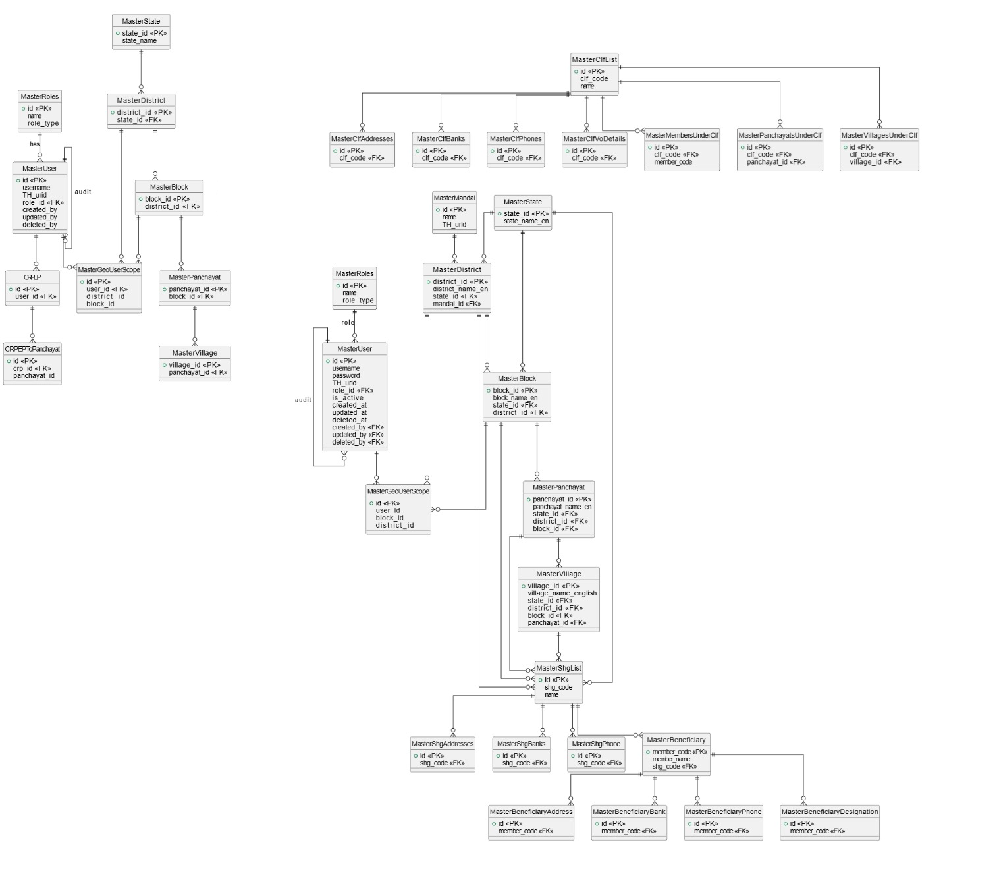 MasterState
state_id «PK»
state_name
MasterRoles
id «PK»
name
role_type
has
MasterDistrict
district_id «PK»
state_id «FK»
MasterUser
id «PK»
username
TH_urid
role_id «FK»
created_by
updated_by
deleted_by
audit
MasterBlock
block_id «PK»
district_id «FK»
CRPEP
id «PK»
user_id «FK»
MasterGeoUserScope
id «PK»
user_id «FK»
district_id
block_id
MasterPanchayat
panchayat_id «PK»
block_id «FK»
CRPEPToPanchayat
id «PK»
crp_id «FK»
panchayat_id
MasterVillage
village_id «PK»
panchayat_id «FK»
MasterClfList
id «PK»
clf_code
name
MasterClfAddresses
id «PK»
clf_code «FK»
MasterClfBanks
id «PK»
clf_code «FK»
MasterClfPhones
id «PK»
clf_code «FK»
MasterClfVoDetails
id «PK»
clf_code «FK»
MasterMembersUnderClf
id «PK»
clf_code «FK»
member_code
MasterPanchayatsUnderClf
id «PK»
clf_code «FK»
panchayat_id «FK»
MasterVillagesUnderClf
id «PK»
clf_code «FK»
village_id «FK»
MasterMandal
id «PK»
name
TH_urid
MasterState
state_id «PK»
state_name_en
MasterRoles
id «PK»
name
role_type
role
MasterDistrict
district_id «PK»
district_name_en
state_id «FK»
mandal_id «FK»
MasterUser
id «PK»
username
password
TH_urid
role_id «FK»
is_active
created_at
updated_at
deleted_at
created_by «FK»
updated_by «FK»
deleted_by «FK»
audit
MasterBlock
block_id «PK»
block_name_en
state_id «FK»
district_id «FK»
MasterGeoUserScope
id «PK»
user_id
block_id
district_id
MasterPanchayat
panchayat_id «PK»
panchayat_name_en
state_id «FK»
district_id «FK»
block_id «FK»
MasterVillage
village_id «PK»
village_name_english
state_id «FK»
district_id «FK»
block_id «FK»
panchayat_id «FK»
MasterShgList
id «PK»
shg_code
name
MasterShgAddresses
id «PK»
shg_code «FK»
MasterShgBanks
id «PK»
shg_code «FK»
MasterShgPhone
id «PK»
shg_code «FK»
MasterBeneficiary
member_code «PK»
member_name
shg_code «FK»
MasterBeneficiaryAddress
id «PK»
member_code «FK»
MasterBeneficiaryBank
id «PK»
member_code «FK»
MasterBeneficiaryPhone
id «PK»
member_code «FK»
MasterBeneficiaryDesignation
id «PK»
member_code «FK»